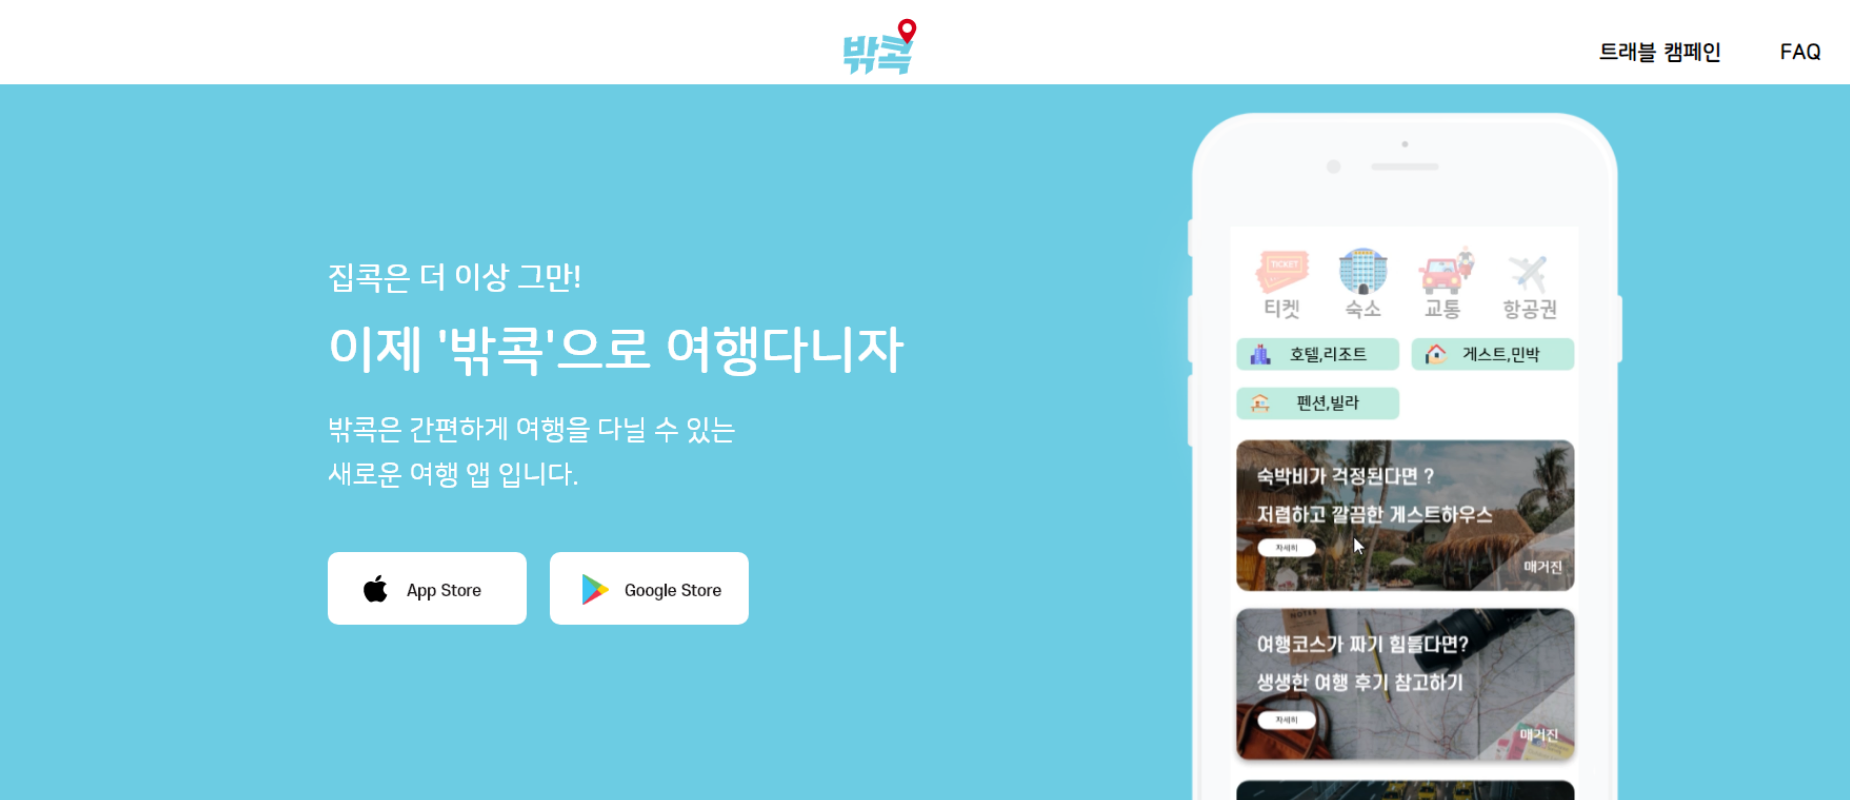 밖콕
트래블 캠페인
FAQ
집콕은 더 이상 그만!
이제 '밖콕'으로 여행다니자
밖콕은 간편하게 여행을 다닐 수 있는
새로운 여행 앱 입니다.
App Store
Google Store
TICKET
티켓
숙소
교통
항공권
호텔,리조트
게스트,민박
펜션,빌라
숙박비가 걱정된다면 ?
저렴하고 깔끔한 게스트하우스
자세히
매거진
NOTE
여행코스가 짜기 힘들다면?
생생한 여행 후기 참고하기
자세히
매거진